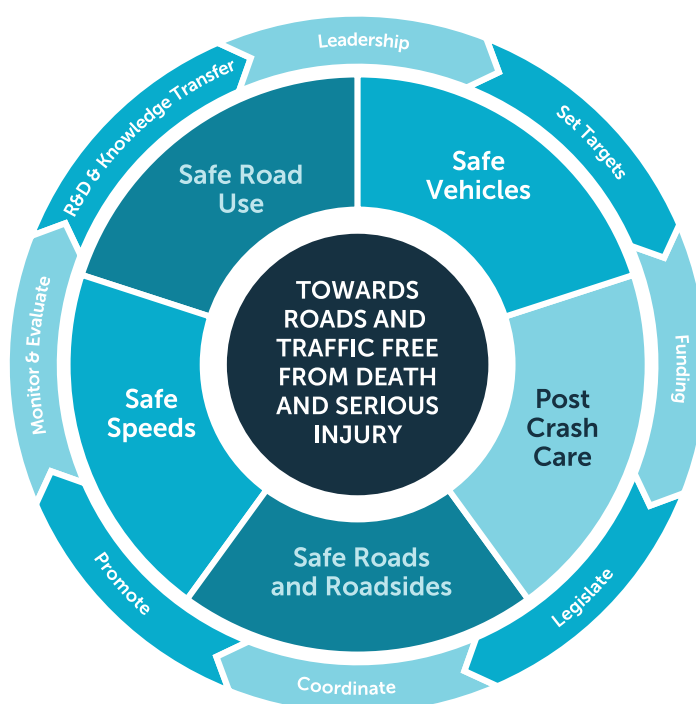 Leadership
Set Targets
Funding
Legislate
Coordinate
Promote
Monitor & Evaluate
R&D & Knowledge Transfer
Safe Road
Use
Safe
Vehicles
Post
Crash
Care
Safe Roads
and Roadsides
Safe
Speeds
TOWARDS
ROADS AND
TRAFFIC FREE
FROM DEATH
AND SERIOUS
INJURY